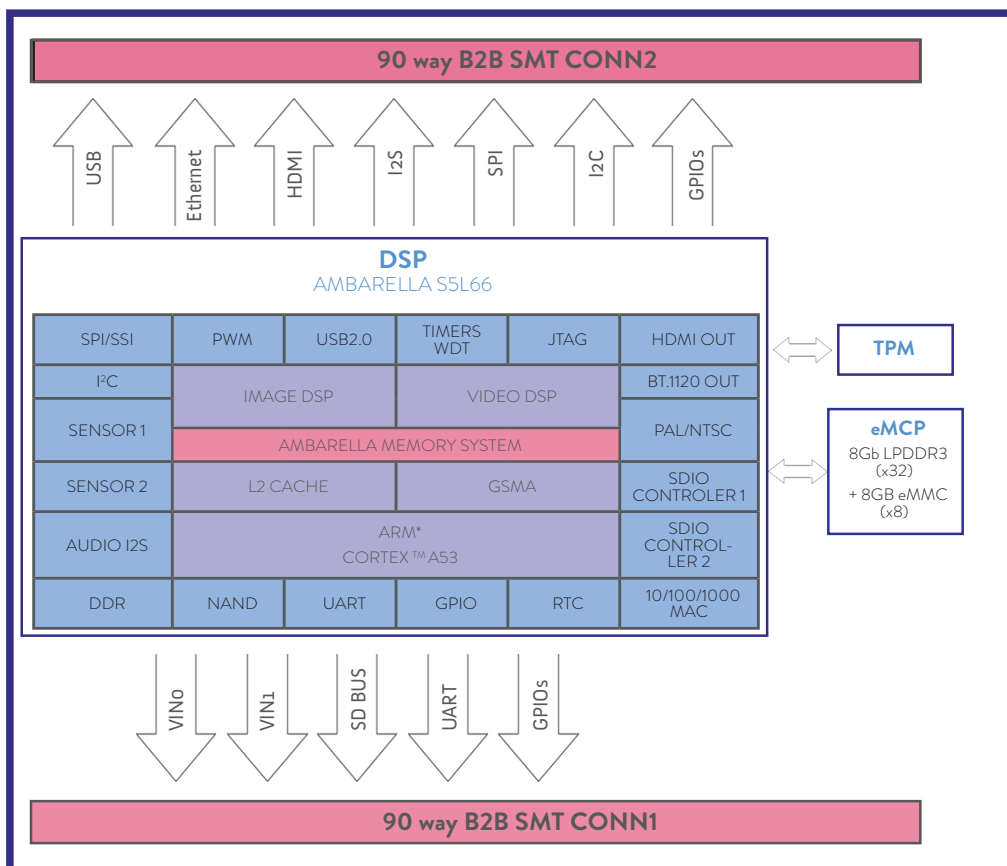 90 way B2B SMT CONN2
USB
Ethernet
HDMI
I2S
SPI
I2C
GPIOs
DSP
AMBARELLA S5L66
SPI/SSI
PWM
USB2.0
TIMERS
WDT
JTAG
HDMI OUT
TPM
I²C
IMAGE DSP
VIDEO DSP
BT.1120 OUT
SENSOR 1
PAL/NTSC
AMBARELLA MEMORY SYSTEM
eMCP
8Gb LPDDR3
(x32)
+ 8GB eMMC
(x8)
SENSOR 2
L2 CACHE
GSMA
SDIO
CONTROLER 1
AUDIO I2S
ARM*
CORTEX ™ A53
SDIO
CONTROL-
LER 2
DDR
NAND
UART
GPIO
RTC
10/100/1000
MAC
VIN0
VIN1
SD BUS
UART
GPIOs
90 way B2B SMT CONN1